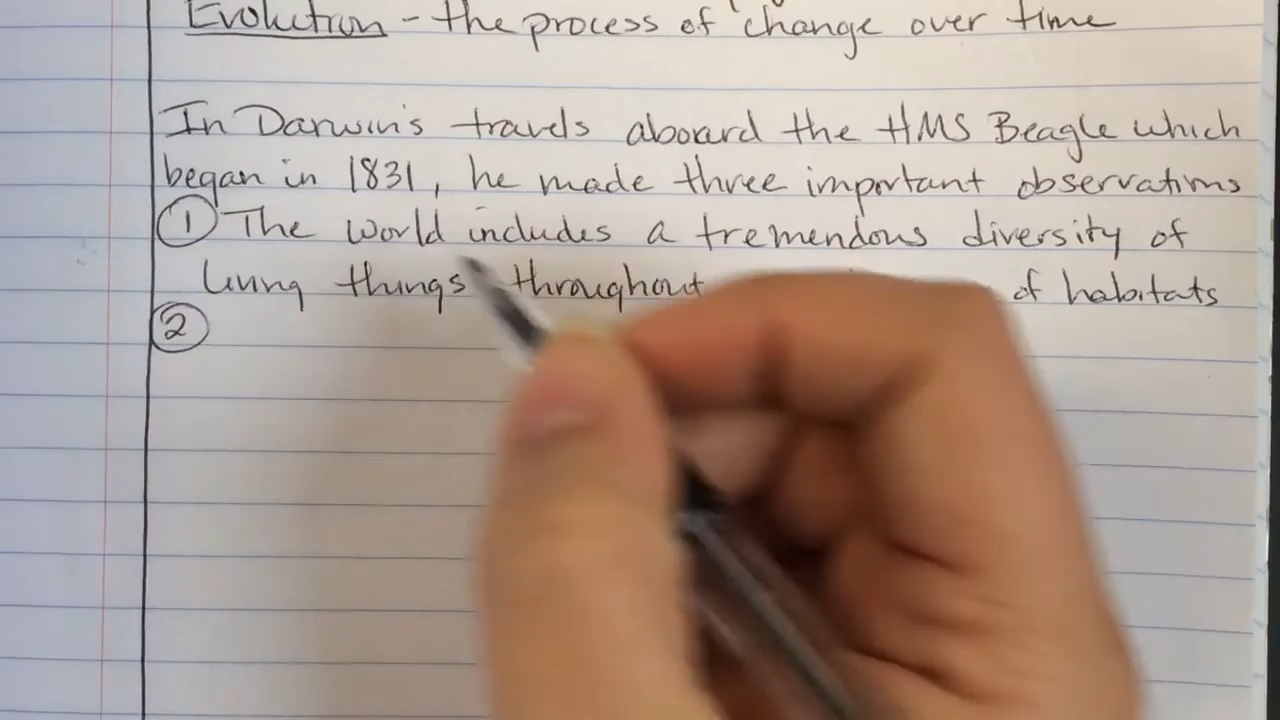 Evolution - the process of change over time
In Darwin's travels aboard the HMS Beagle which
began in 1831, he made three important observations
① The world includes a tremendous diversity of
living things throughout of habitats
②